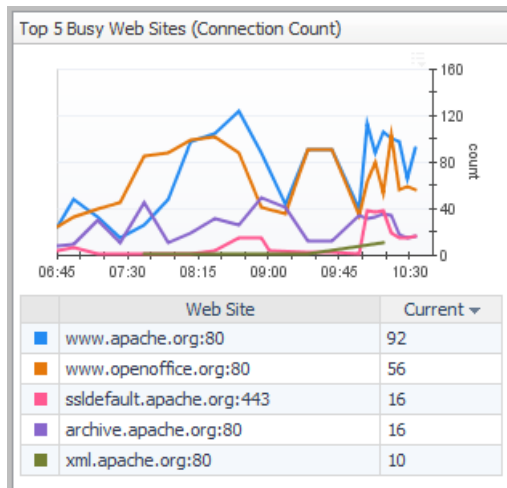 Top 5 Busy Web Sites (Connection Count)
160
120
80
40
0
count
06:45 07:30 08:15 09:00 09:45 10:30
Web Site Current
www.apache.org:80 92
www.openoffice.org:80 56
ssldefault.apache.org:443 16
archive.apache.org:80 16
xml.apache.org:80 10